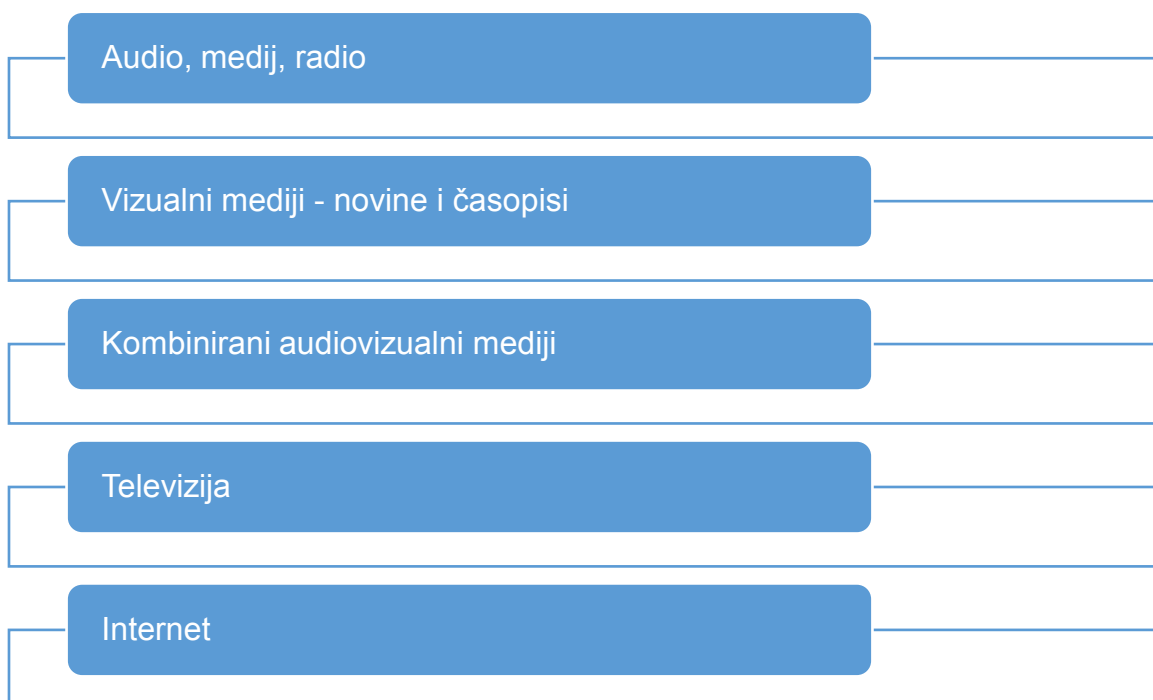 Audio, medij, radio
Vizualni mediji - novine i časopisi
Kombinirani audiovizualni mediji
Televizija
Internet